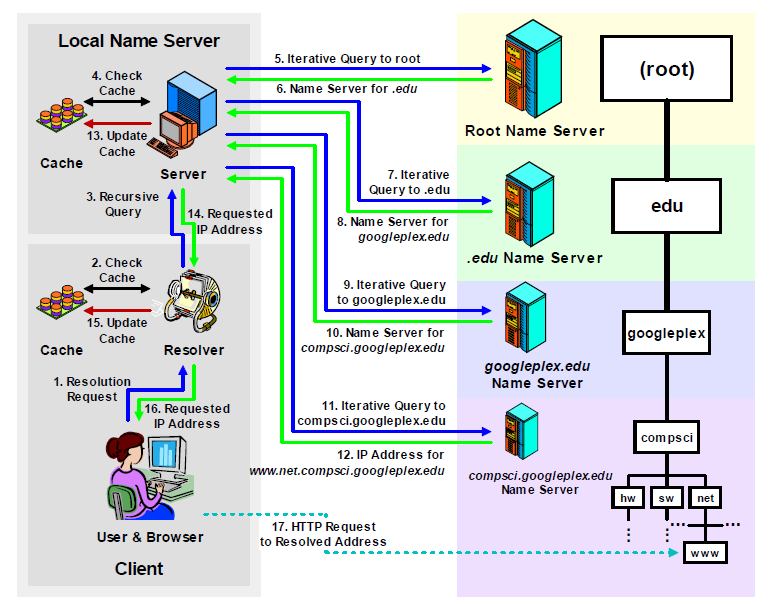 Local Name Server
4. Check
Cache
13. Update
Cache
Cache
Server
3. Recursive
Query
14. Requested
IP Address
2. Check
Cache
15. Update
Cache
Cache
Resolver
1. Resolution
Request
16. Requested
IP Address
User & Browser
Client
5. Iterative Query to root
6. Name Server for .edu
7. Iterative
Query to .edu
8. Name Server for
googleplex.edu
9. Iterative Query
to googleplex.edu
10. Name Server for
compsci.googleplex.edu
11. Iterative Query to
compsci.googleplex.edu
12. IP Address for
www.net.compsci.googleplex.edu
17. HTTP Request
to Resolved Address
Root Name Server
.edu Name Server
googleplex.edu
Name Server
compsci.googleplex.edu
Name Server
(root)
edu
googleplex
compsci
hw
sw
net
www